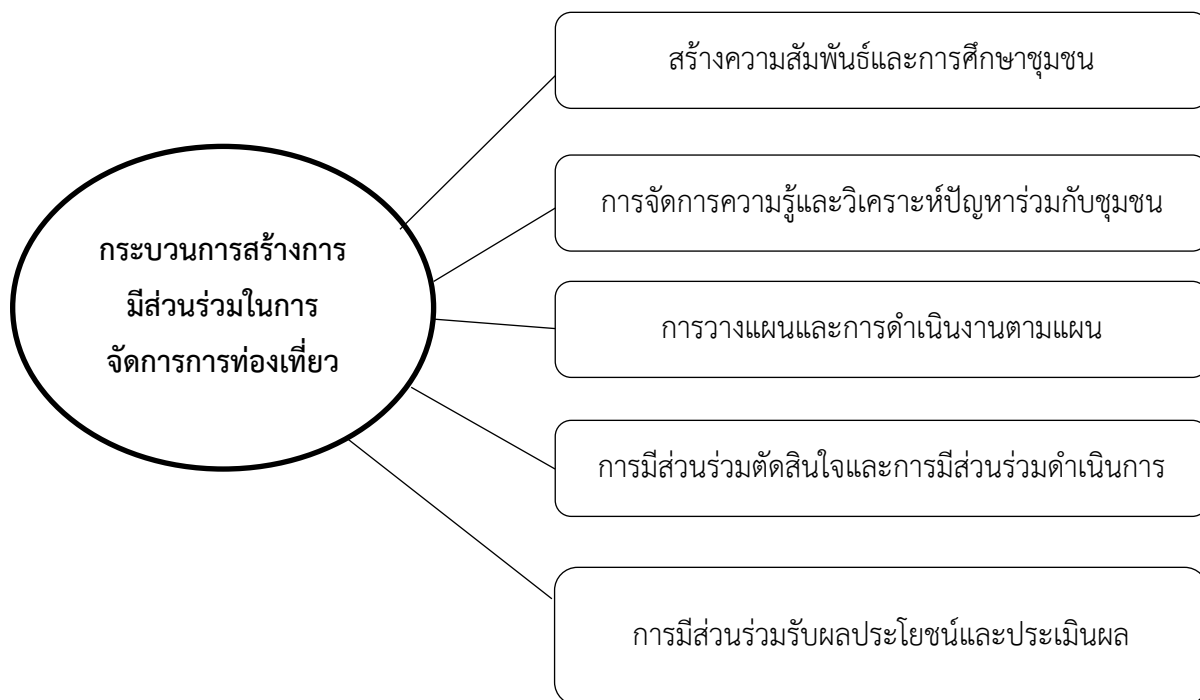 สร้างความสัมพันธ์และการศึกษาชุมชน
การจัดการความรู้และวิเคราะห์ปัญหาร่วมกับชุมชน
กระบวนการสร้างการ
มีส่วนร่วมในการ
จัดการการท่องเที่ยว
การวางแผนและการดำเนินงานตามแผน
การมีส่วนร่วมตัดสินใจและการมีส่วนร่วมดำเนินการ
การมีส่วนร่วมรับผลประโยชน์และประเมินผล